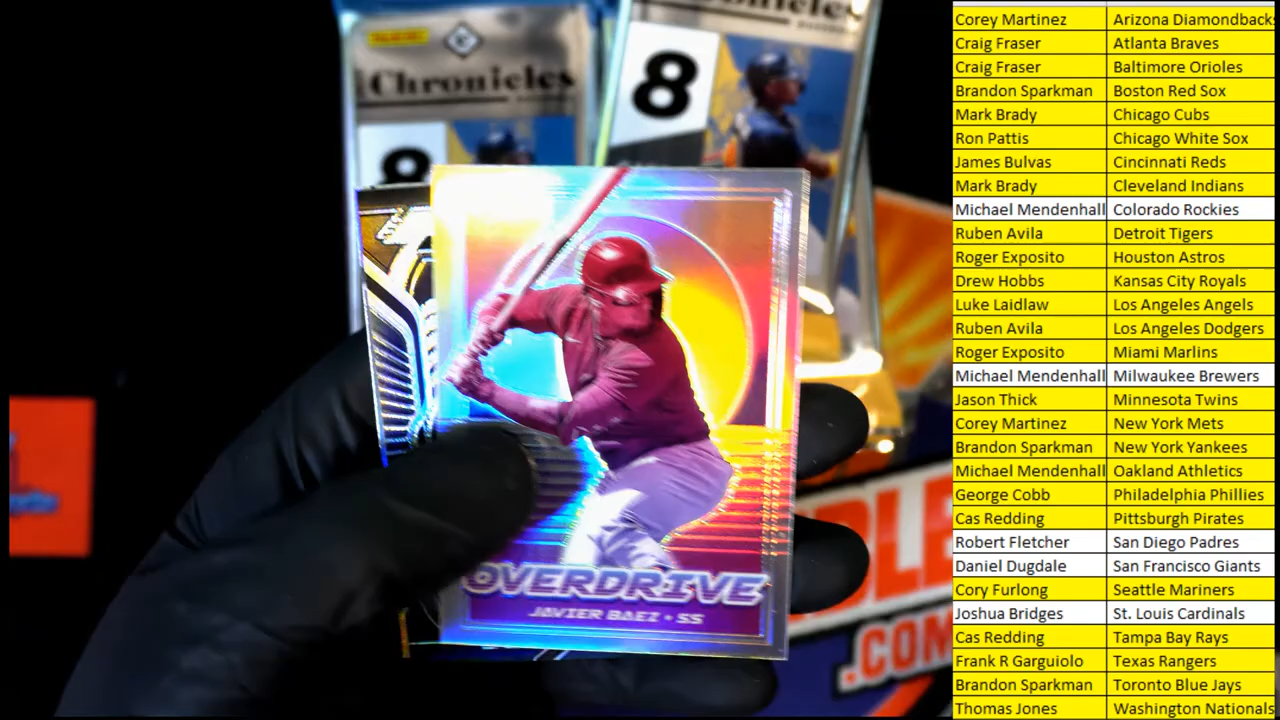 PANINI
Chronicles
8
Chronicles
8
OVERDRIVE
JAVIER BAEZ • SS
.COM
Corey Martinez Arizona Diamondbacks
Craig Fraser Atlanta Braves
Craig Fraser Baltimore Orioles
Brandon Sparkman Boston Red Sox
Mark Brady Chicago Cubs
Ron Pattis Chicago White Sox
James Bulvas Cincinnati Reds
Mark Brady Cleveland Indians
Michael Mendenhall Colorado Rockies
Ruben Avila Detroit Tigers
Roger Exposito Houston Astros
Drew Hobbs Kansas City Royals
Luke Laidlaw Los Angeles Angels
Ruben Avila Los Angeles Dodgers
Roger Exposito Miami Marlins
Michael Mendenhall Milwaukee Brewers
Jason Thick Minnesota Twins
Corey Martinez New York Mets
Brandon Sparkman New York Yankees
Michael Mendenhall Oakland Athletics
George Cobb Philadelphia Phillies
Cas Redding Pittsburgh Pirates
Robert Fletcher San Diego Padres
Daniel Dugdale San Francisco Giants
Cory Furlong Seattle Mariners
Joshua Bridges St. Louis Cardinals
Cas Redding Tampa Bay Rays
Frank R Garguiolo Texas Rangers
Brandon Sparkman Toronto Blue Jays
Thomas Jones Washington Nationals